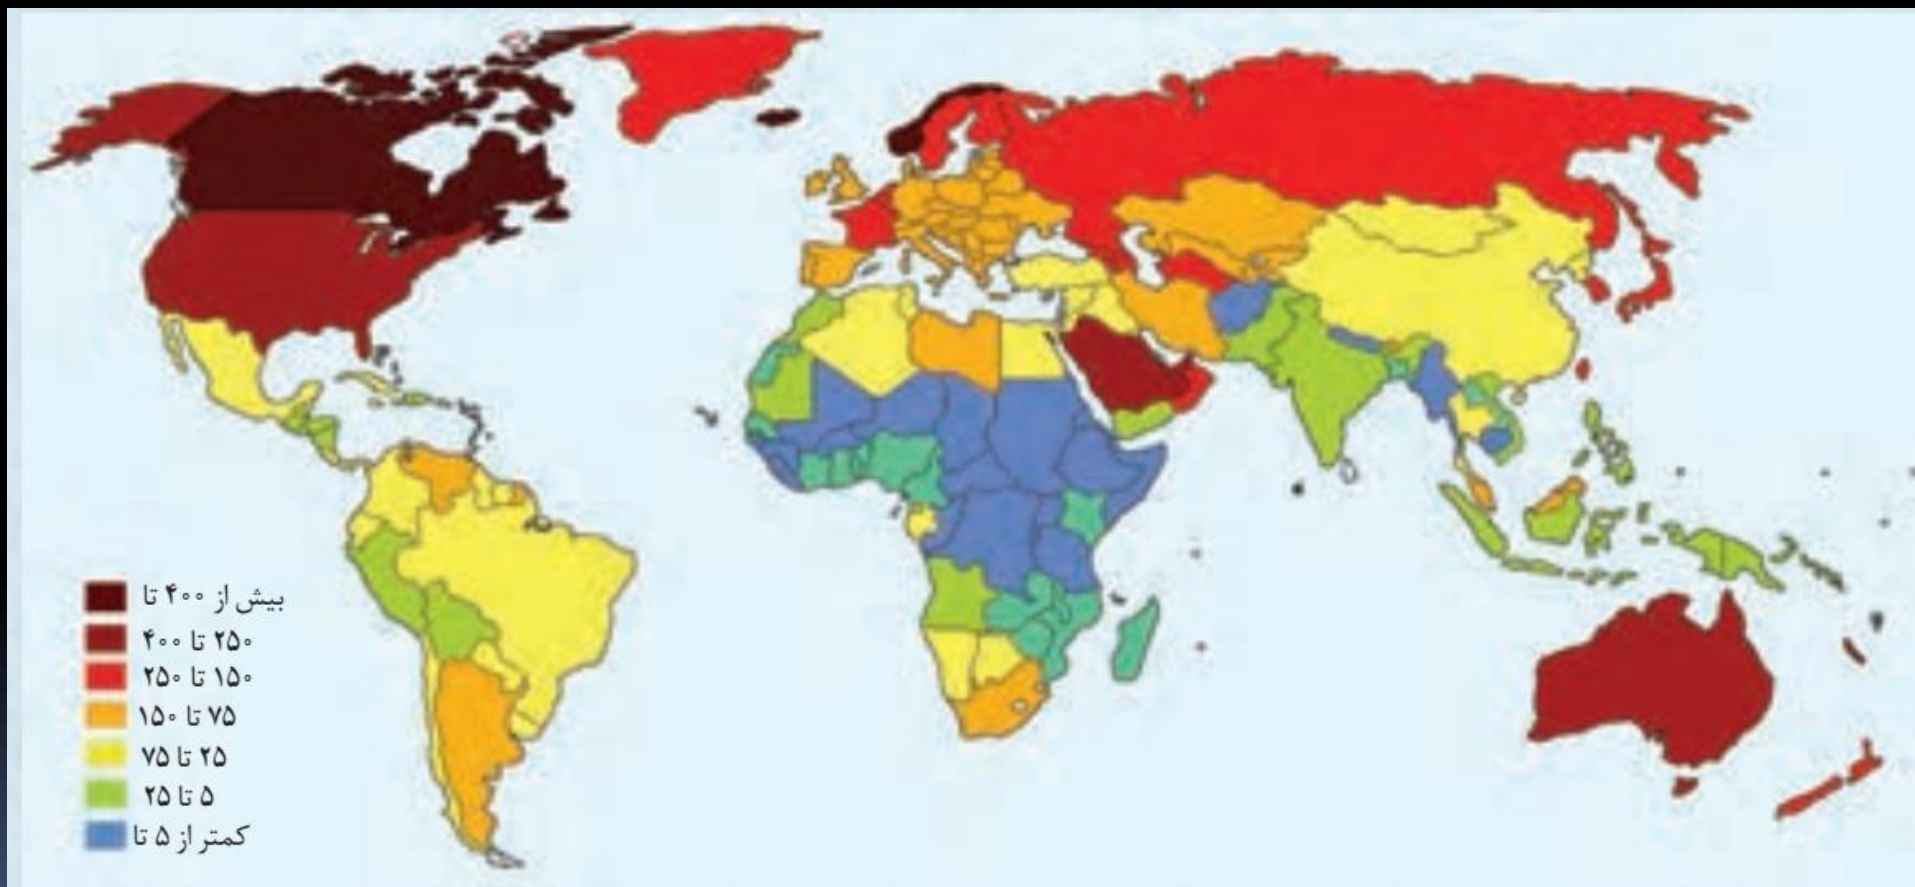 بیش از ۴۰۰ تا
۲۵۰ تا ۴۰۰
۱۵۰ تا ۲۵۰
۷۵ تا ۱۵۰
۲۵ تا ۷۵
۵ تا ۲۵
کمتر از ۵ تا